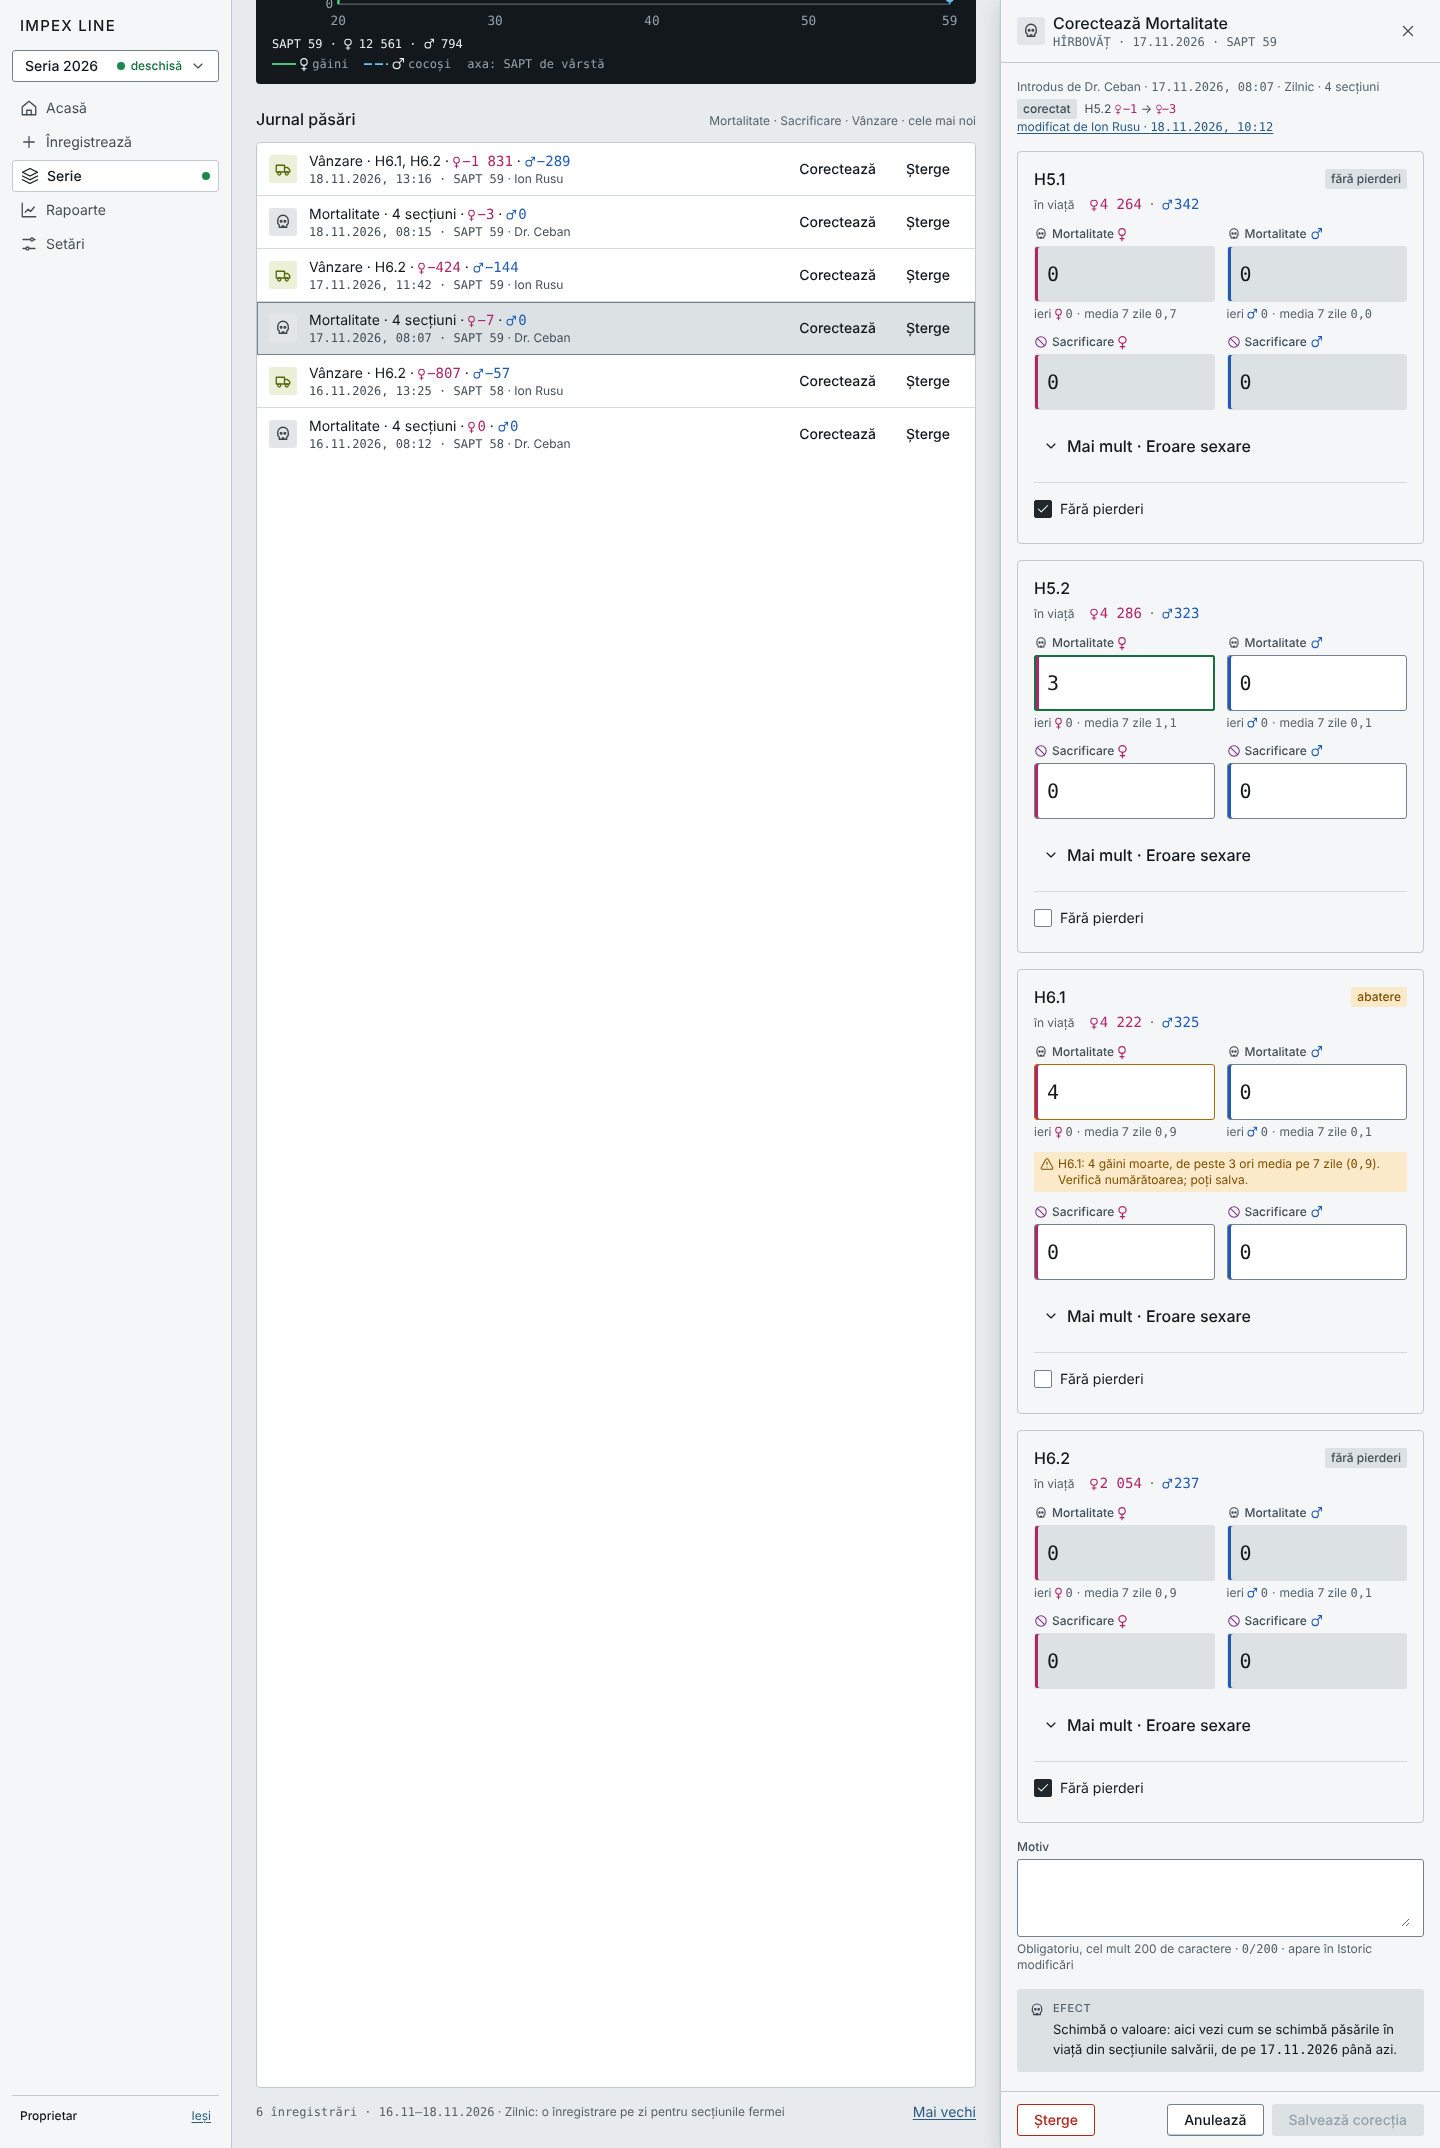 IMPEX LINE
Seria 2026 deschisă
Acasă
Înregistrează
Serie
Rapoarte
Setări
Proprietar Ieși
0
20 30 40 50 59
SAPT 59 · ♀ 12 561 · ♂ 794
♀ găini ♂ cocoși axa: SAPT de vârstă
Jurnal păsări Mortalitate · Sacrificare · Vânzare · cele mai noi
Vânzare · H6.1, H6.2 · ♀−1 831 · ♂−289
18.11.2026, 13:16 · SAPT 59 · Ion Rusu
Corectează Șterge
Mortalitate · 4 secțiuni · ♀−3 · ♂0
18.11.2026, 08:15 · SAPT 59 · Dr. Ceban
Corectează Șterge
Vânzare · H6.2 · ♀−424 · ♂−144
17.11.2026, 11:42 · SAPT 59 · Ion Rusu
Corectează Șterge
Mortalitate · 4 secțiuni · ♀−7 · ♂0
17.11.2026, 08:07 · SAPT 59 · Dr. Ceban
Corectează Șterge
Vânzare · H6.2 · ♀−807 · ♂−57
16.11.2026, 13:25 · SAPT 58 · Ion Rusu
Corectează Șterge
Mortalitate · 4 secțiuni · ♀0 · ♂0
16.11.2026, 08:12 · SAPT 58 · Dr. Ceban
Corectează Șterge
6 înregistrări · 16.11–18.11.2026 · Zilnic: o înregistrare pe zi pentru secțiunile fermei Mai vechi
Corectează Mortalitate
HÎRBOVĂȚ · 17.11.2026 · SAPT 59
Introdus de Dr. Ceban · 17.11.2026, 08:07 · Zilnic · 4 secțiuni
corectat H5.2 ♀−1 → ♀−3
modificat de Ion Rusu · 18.11.2026, 10:12
H5.1 fără pierderi
în viață ♀4 264 · ♂342
Mortalitate ♀ Mortalitate ♂
0 0
ieri ♀ 0 · media 7 zile 0,7 ieri ♂ 0 · media 7 zile 0,0
Sacrificare ♀ Sacrificare ♂
0 0
Mai mult · Eroare sexare
Fără pierderi
H5.2
în viață ♀4 286 · ♂323
Mortalitate ♀ Mortalitate ♂
3 0
ieri ♀ 0 · media 7 zile 1,1 ieri ♂ 0 · media 7 zile 0,1
Sacrificare ♀ Sacrificare ♂
0 0
Mai mult · Eroare sexare
Fără pierderi
H6.1 abatere
în viață ♀4 222 · ♂325
Mortalitate ♀ Mortalitate ♂
4 0
ieri ♀ 0 · media 7 zile 0,9 ieri ♂ 0 · media 7 zile 0,1
H6.1: 4 găini moarte, de peste 3 ori media pe 7 zile (0,9).
Verifică numărătoarea; poți salva.
Sacrificare ♀ Sacrificare ♂
0 0
Mai mult · Eroare sexare
Fără pierderi
H6.2 fără pierderi
în viață ♀2 054 · ♂237
Mortalitate ♀ Mortalitate ♂
0 0
ieri ♀ 0 · media 7 zile 0,9 ieri ♂ 0 · media 7 zile 0,1
Sacrificare ♀ Sacrificare ♂
0 0
Mai mult · Eroare sexare
Fără pierderi
Motiv
Obligatoriu, cel mult 200 de caractere · 0/200 · apare în Istoric
modificări
EFECT
Schimbă o valoare: aici vezi cum se schimbă păsările în
viață din secțiunile salvării, de pe 17.11.2026 până azi.
Șterge Anulează Salvează corecția